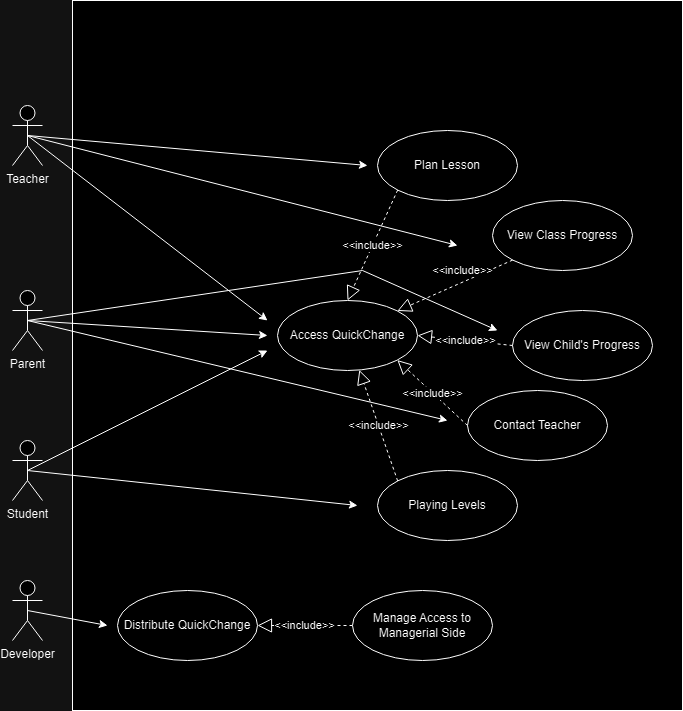 Teacher
Plan Lesson
View Class Progress
<<include>>
<<include>>
Parent
Access QuickChange
<<include>>
View Child's Progress
<<include>>
Contact Teacher
<<include>>
Student
Playing Levels
Developer
Distribute QuickChange
<<include>>
Manage Access to
Managerial Side